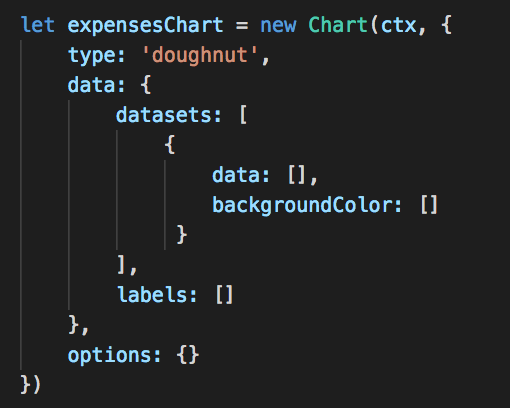 let expensesChart = new Chart(ctx, {
    type: 'doughnut',
    data: {
        datasets: [
            {
                data: [],
                backgroundColor: []
             }
        ],
        labels: []
    },
    options: {}
})